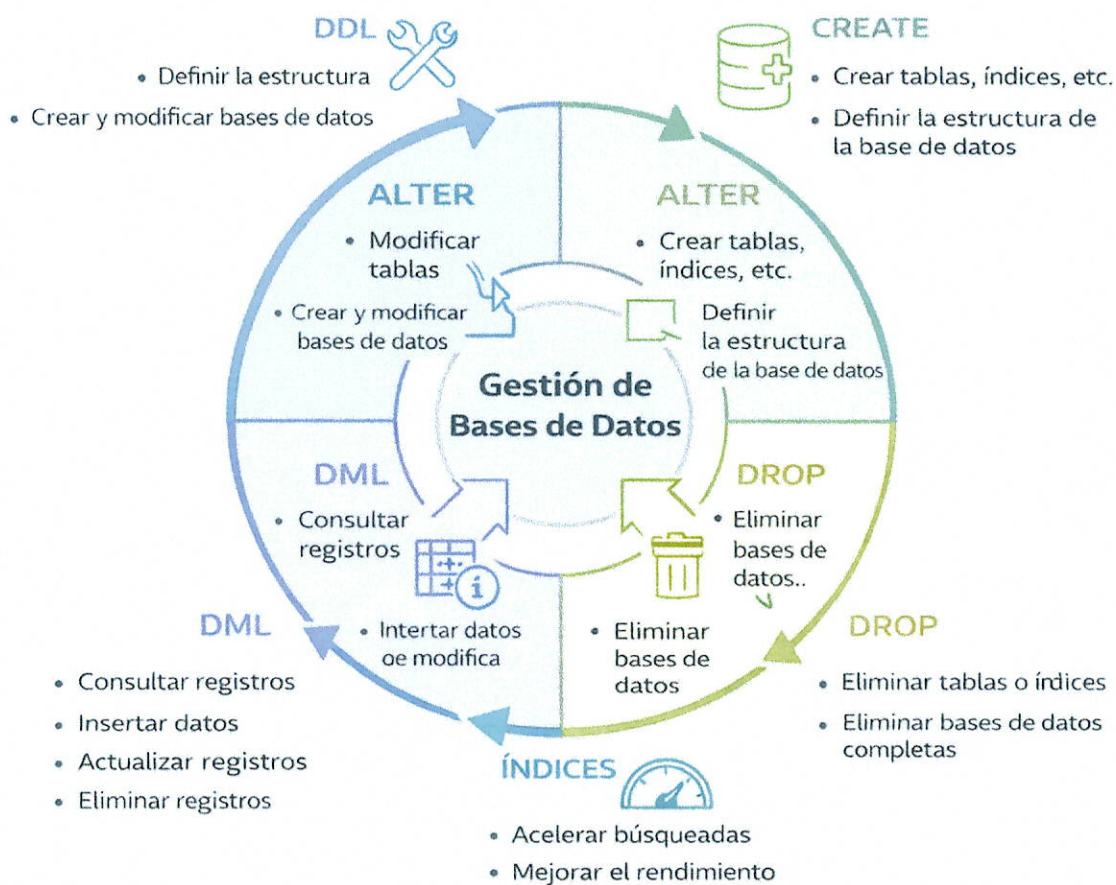 DDL
• Definir la estructura
• Crear y modificar bases de datos
CREATE
• Crear tablas, índices, etc.
• Definir la estructura de
la base de datos
ALTER
• Modificar
tablas
• Crear y modificar
bases de datos
ALTER
• Crear tablas,
índices, etc.
Definir
la estructura
de la base de datos
Gestión de
Bases de Datos
DML
• Consultar
registros
• Intertar datos
oe modifica
DROP
• Eliminar
bases de
datos..
• Eliminar
bases de
datos
DML
• Consultar registros
• Insertar datos
• Actualizar registros
• Eliminar registros
DROP
• Eliminar tablas o índices
• Eliminar bases de datos
completas
ÍNDICES
• Acelerar búsqueadas
• Mejorar el rendimiento